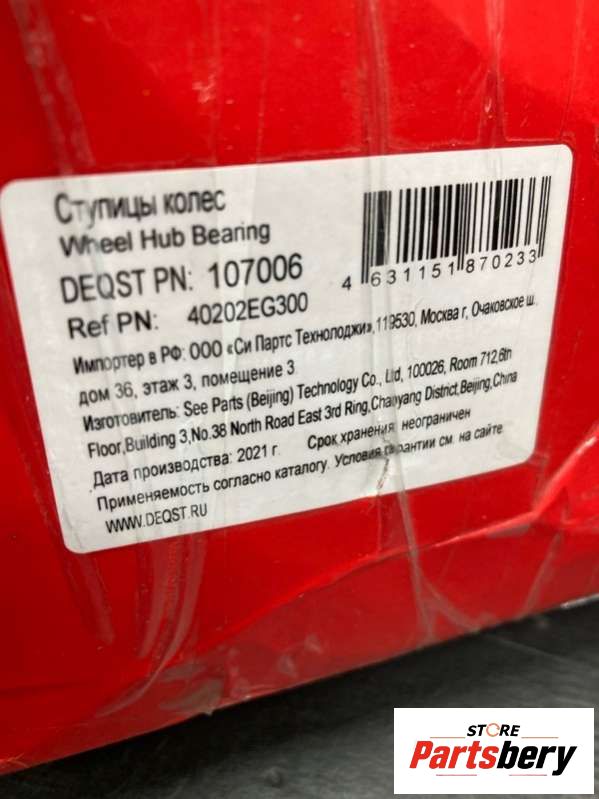 Ступицы колес
Wheel Hub Bearing
DEQST PN: 107006
Ref PN: 40202EG300
4 631151 870233
Импортер в РФ: ООО «Си Партс Технолоджи»,119530, Москва г, Очаковское ш.
дом 36, этаж 3, помещение 3
Изготовитель: See Parts (Beijing) Technology Co., Ltd, 100026, Room 712,6th
Floor,Building 3,No.38 North Road East 3rd Ring,Chaoyang District,Beijing,China
Дата производства: 2021 г. Срок хранения неограничен
Применяемость согласно каталогу. Условия гарантии см. на сайте
WWW.DEQST.RU
STORE
Partsbery